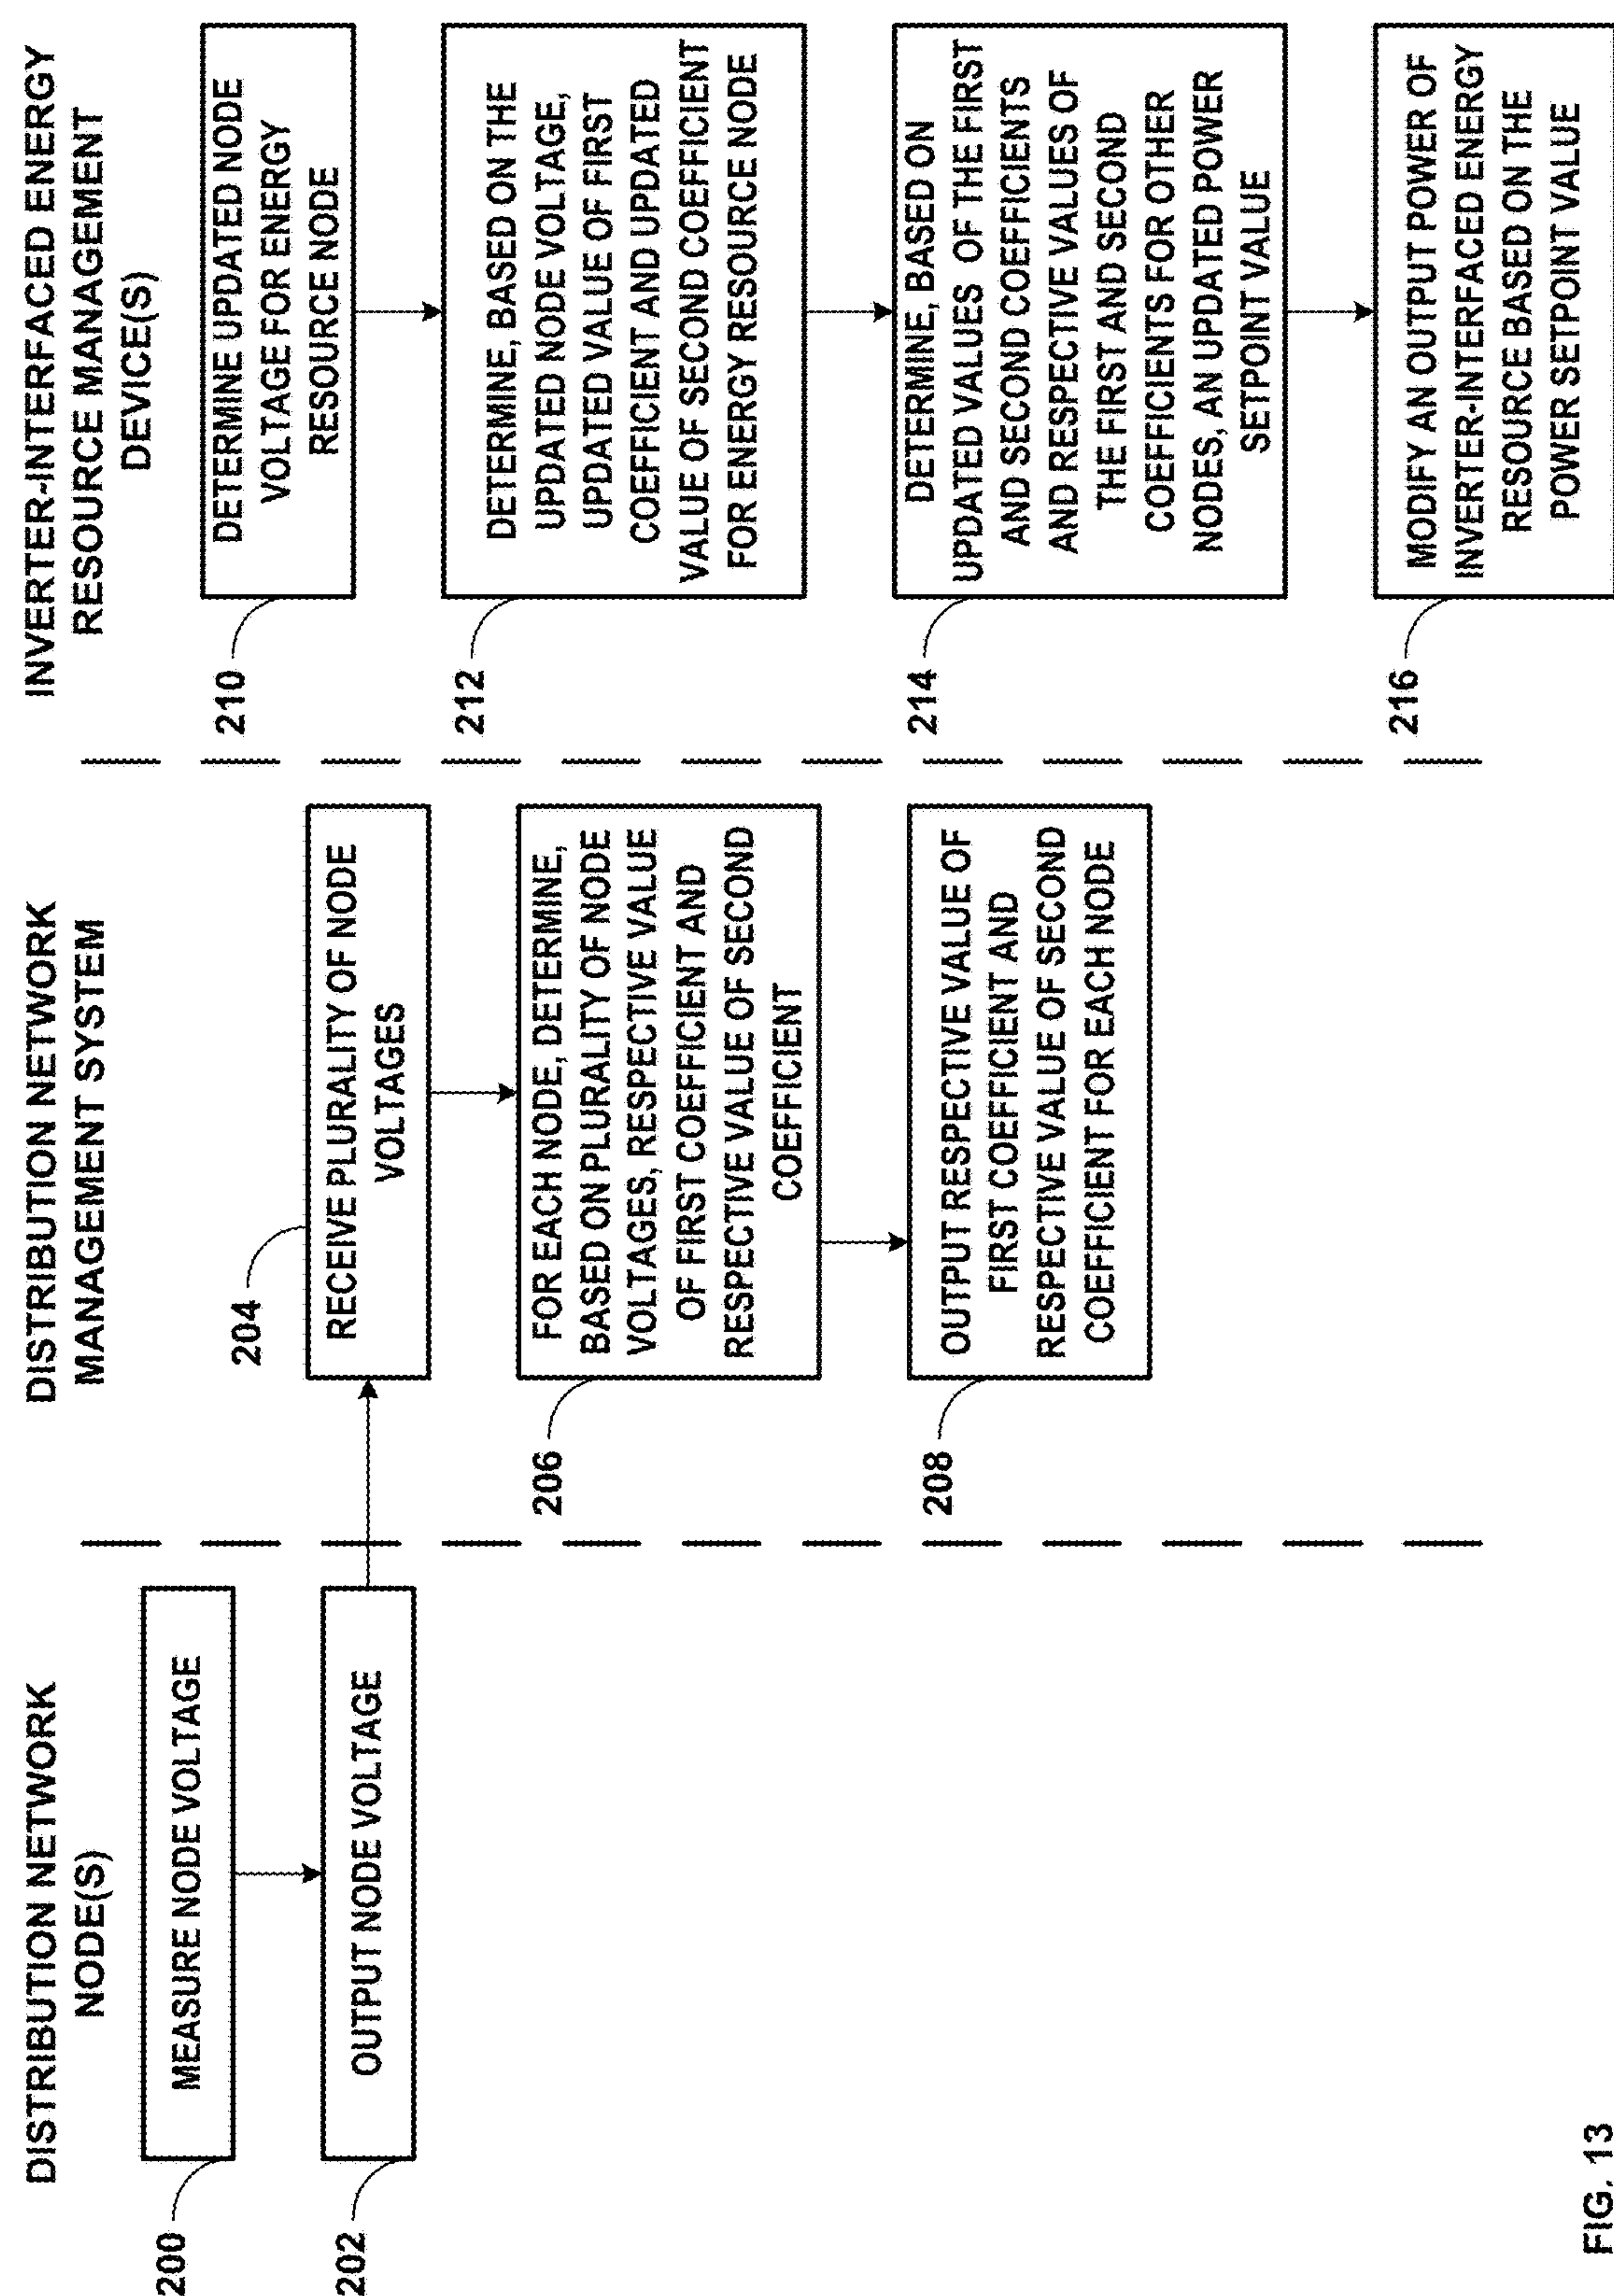 DISTRIBUTION NETWORK
NODE(S)
200
MEASURE NODE VOLTAGE
202
OUTPUT NODE VOLTAGE
DISTRIBUTION NETWORK
MANAGEMENT SYSTEM
204
RECEIVE PLURALITY OF NODE
VOLTAGES
206
FOR EACH NODE, DETERMINE,
BASED ON PLURALITY OF NODE
VOLTAGES, RESPECTIVE VALUE
OF FIRST COEFFICIENT AND
RESPECTIVE VALUE OF SECOND
COEFFICIENT
208
OUTPUT RESPECTIVE VALUE OF
FIRST COEFFICIENT AND
RESPECTIVE VALUE OF SECOND
COEFFICIENT FOR EACH NODE
INVERTER-INTERFACED ENERGY
RESOURCE MANAGEMENT
DEVICE(S)
210
DETERMINE UPDATED NODE
VOLTAGE FOR ENERGY
RESOURCE NODE
212
DETERMINE, BASED ON THE
UPDATED NODE VOLTAGE,
UPDATED VALUE OF FIRST
COEFFICIENT AND UPDATED
VALUE OF SECOND COEFFICIENT
FOR ENERGY RESOURCE NODE
214
DETERMINE, BASED ON
UPDATED VALUES OF THE FIRST
AND SECOND COEFFICIENTS
AND RESPECTIVE VALUES OF
THE FIRST AND SECOND
COEFFICIENTS FOR OTHER
NODES, AN UPDATED POWER
SETPOINT VALUE
216
MODIFY AN OUTPUT POWER OF
INVERTER-INTERFACED ENERGY
RESOURCE BASED ON THE
POWER SETPOINT VALUE
FIG. 13